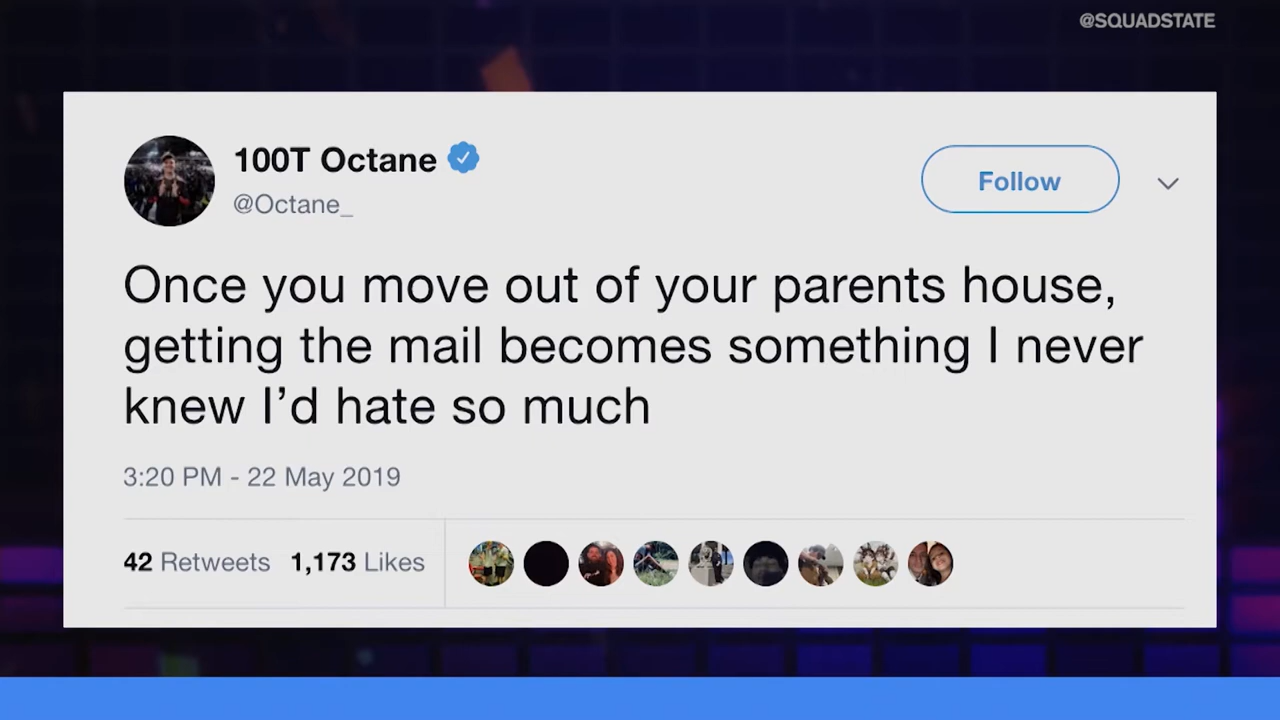 @SQUADSTATE
100T Octane
@Octane_
Follow
Once you move out of your parents house,
getting the mail becomes something I never
knew I’d hate so much
3:20 PM - 22 May 2019
42 Retweets 1,173 Likes